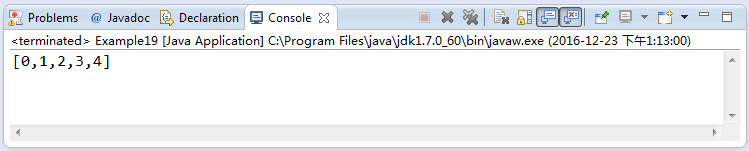 Problems @ Javadoc Declaration Console
<terminated> Example19 [Java Application] C:\Program Files\java\jdk1.7.0_60\bin\javaw.exe (2016-12-23 下午1:13:00)
[0,1,2,3,4]